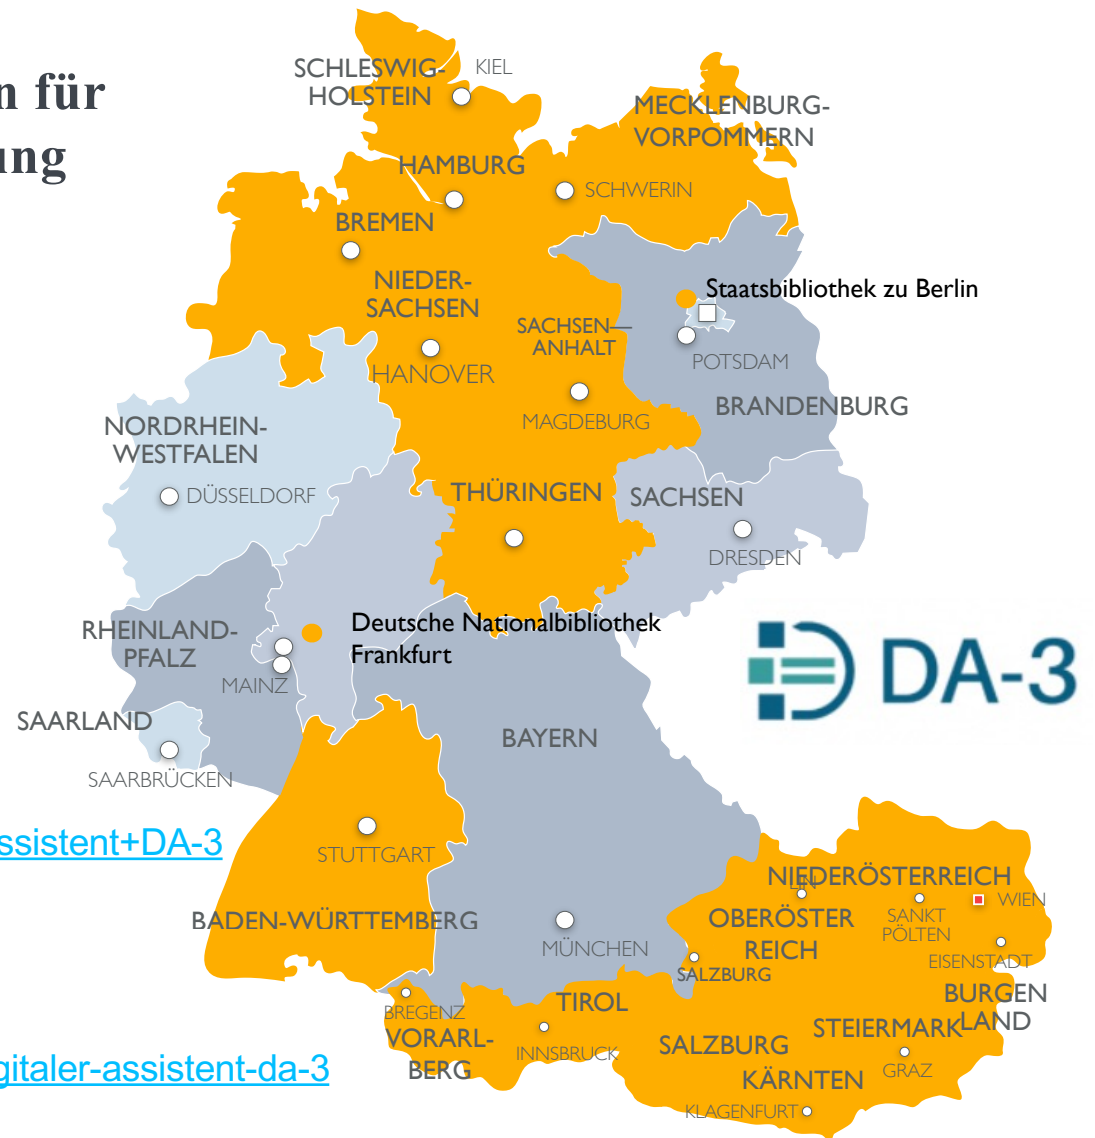 n für
ung
SCHLESWIG-
HOLSTEIN
KIEL
MECKLENBURG-
VORPOMMERN
HAMBURG
SCHWERIN
BREMEN
NIEDER-
SACHSEN
Staatsbibliothek zu Berlin
SACHSEN—
ANHALT
POTSDAM
HANOVER
BRANDENBURG
MAGDEBURG
NORDRHEIN-
WESTFALEN
DÜSSELDORF
THÜRINGEN
SACHSEN
DRESDEN
Deutsche Nationalbibliothek
Frankfurt
RHEINLAND-
PFALZ
MAINZ
DA-3
SAARLAND
BAYERN
SAARBRÜCKEN
ssistent+DA-3
STUTTGART
NIEDERÖSTERREICH
LIN
WIEN
BADEN-WÜRTTEMBERG
OBERÖSTER
REICH
SANKT
PÖLTEN
MÜNCHEN
EISENSTADT
SALZBURG
BURGEN
LAND
TIROL
BREGENZ
VORARL-
BERG
INNSBRUCK
SALZBURG
STEIERMARK
GRAZ
gitaler-assistent-da-3
KÄRNTEN
KLAGENFURT